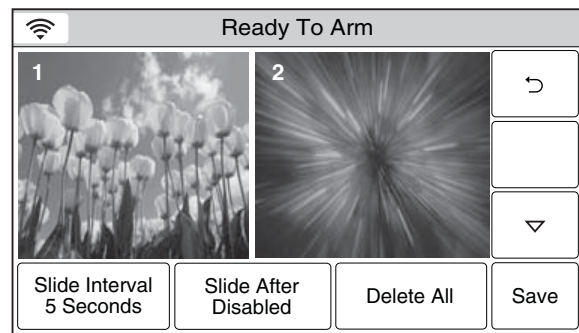 Ready To Arm
1
2
Slide Interval
5 Seconds
Slide After
Disabled
Delete All
Save